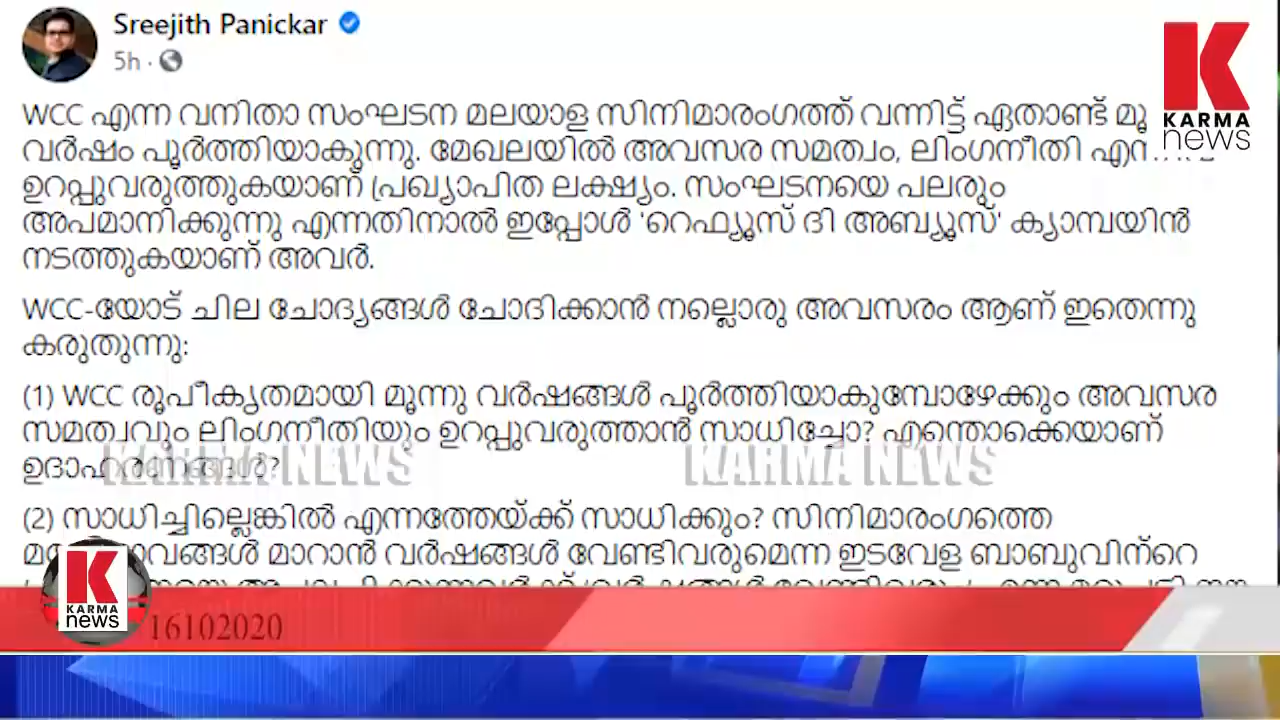 Sreejith Panickar
5h
KARMA
news
WCC എന്ന വനിതാ സംഘടന മലയാള സിനിമാരംഗത്ത് വന്നിട്ട് ഏതാണ്ട്
വർഷം പൂർത്തിയാകുന്നു. മേഖലയിൽ അവസര സമത്വം, ലിംഗനീതി
ഉറപ്പുവരുത്തുകയാണ് പ്രഖ്യാപിത ലക്ഷ്യം. സംഘടനയെ പലരും
അപമാനിക്കുന്നു എന്നതിനാൽ ഇപ്പോൾ 'റെഫ്യൂസ് ദി അബ്യൂസ്' ക്യാമ്പയിൻ
നടത്തുകയാണ് അവർ.
WCC-യോട് ചില ചോദ്യങ്ങൾ ചോദിക്കാൻ നല്ലൊരു അവസരം ആണ് ഇതെന്നു
കരുതുന്നു:
(1) WCC രൂപീകൃതമായി മൂന്നു വർഷങ്ങൾ പൂർത്തിയാകുമ്പോഴേക്കും അവസര
സമത്വവും ലിംഗനീതിയും ഉറപ്പുവരുത്താൻ സാധിച്ചോ? എന്തൊക്കെയാണ്
ഉദാഹരണങ്ങൾ?
KARMA NEWS
KARMA NEWS
(2) സാധിച്ചില്ലെങ്കിൽ എന്നത്തേയ്ക്ക് സാധിക്കും? സിനിമാരംഗത്തെ
മാറാൻ വർഷങ്ങൾ വേണ്ടിവരുമെന്ന ഇടവേള ബാബുവിന്റെ
KARMA
news
16102020